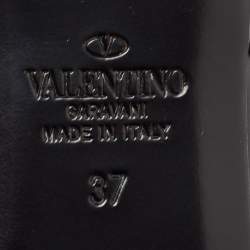 VALENTINO
GARAVANI
MADE IN ITALY
37